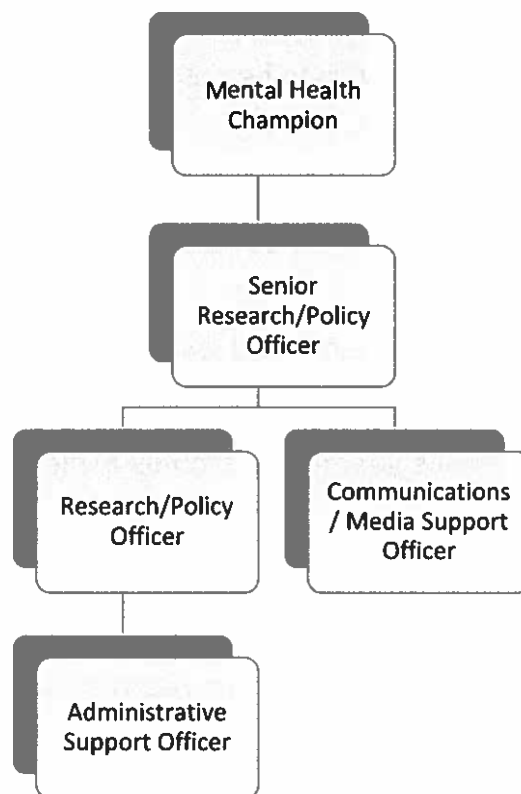 Mental Health
Champion
Senior
Research/Policy
Officer
Research/Policy
Officer
Communications
/ Media Support
Officer
Administrative
Support Officer